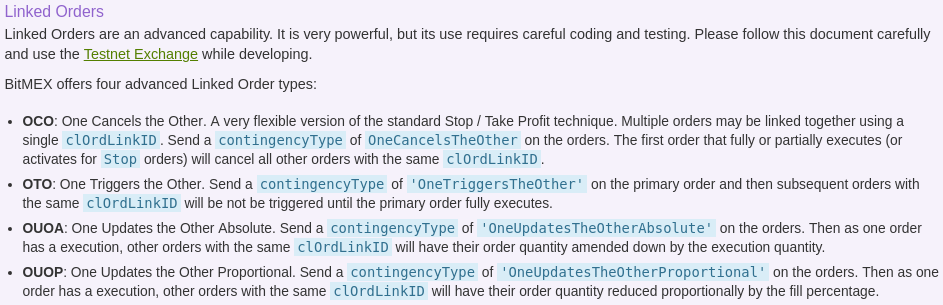 Linked Orders
Linked Orders are an advanced capability. It is very powerful, but its use requires careful coding and testing. Please follow this document carefully
and use the Testnet Exchange while developing.
BitMEX offers four advanced Linked Order types:
• OCO: One Cancels the Other. A very flexible version of the standard Stop / Take Profit technique. Multiple orders may be linked together using a
single clOrdLinkID. Send a contingencyType of OneCancelsTheOther on the orders. The first order that fully or partially executes (or
activates for Stop orders) will cancel all other orders with the same clOrdLinkID.
• OTO: One Triggers the Other. Send a contingencyType of 'OneTriggersTheOther' on the primary order and then subsequent orders with
the same clOrdLinkID will be not be triggered until the primary order fully executes.
• OUOA: One Updates the Other Absolute. Send a contingencyType of 'OneUpdatesTheOtherAbsolute' on the orders. Then as one order
has a execution, other orders with the same clOrdLinkID will have their order quantity amended down by the execution quantity.
• OUOP: One Updates the Other Proportional. Send a contingencyType of 'OneUpdatesTheOtherProportional' on the orders. Then as one
order has a execution, other orders with the same clOrdLinkID will have their order quantity reduced proportionally by the fill percentage.